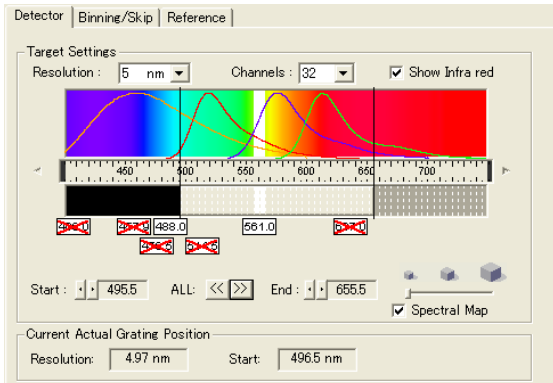 Detector Binning/Skip Reference
Target Settings
Resolution : 5 nm Channels : 32 Show Infra red
450 500 550 600 650 700
488.0 561.0
Start : 495.5 ALL: << >> End : 655.5
Spectral Map
Current Actual Grating Position
Resolution: 4.97 nm Start: 496.5 nm